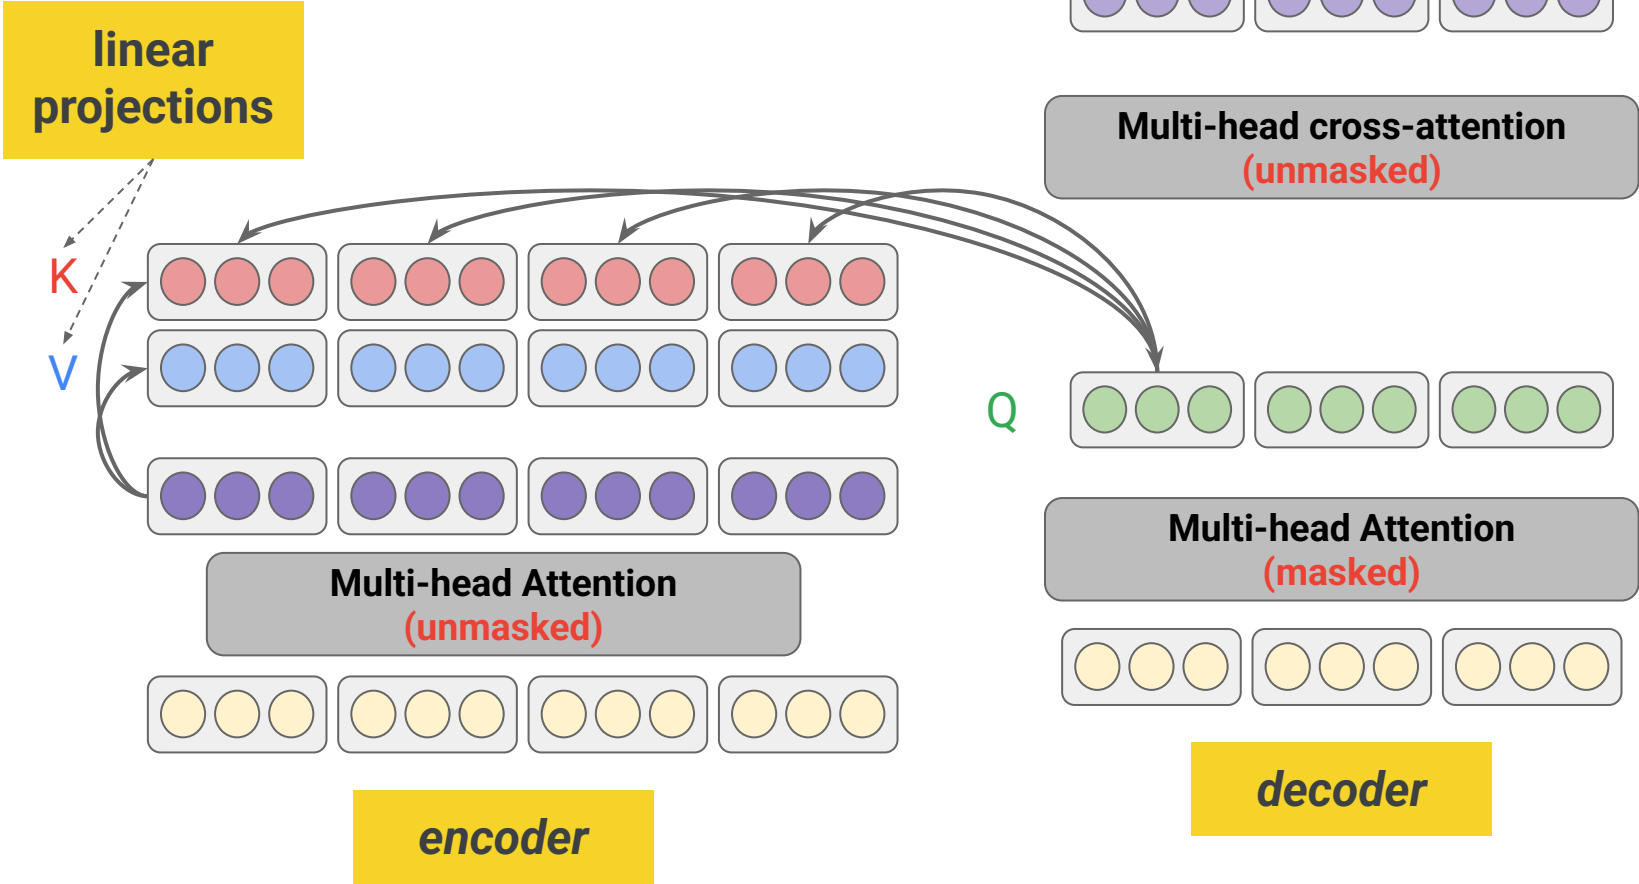 linear
projections
Multi-head cross-attention
(unmasked)
K
V
Q
Multi-head Attention
(unmasked)
Multi-head Attention
(masked)
encoder
decoder